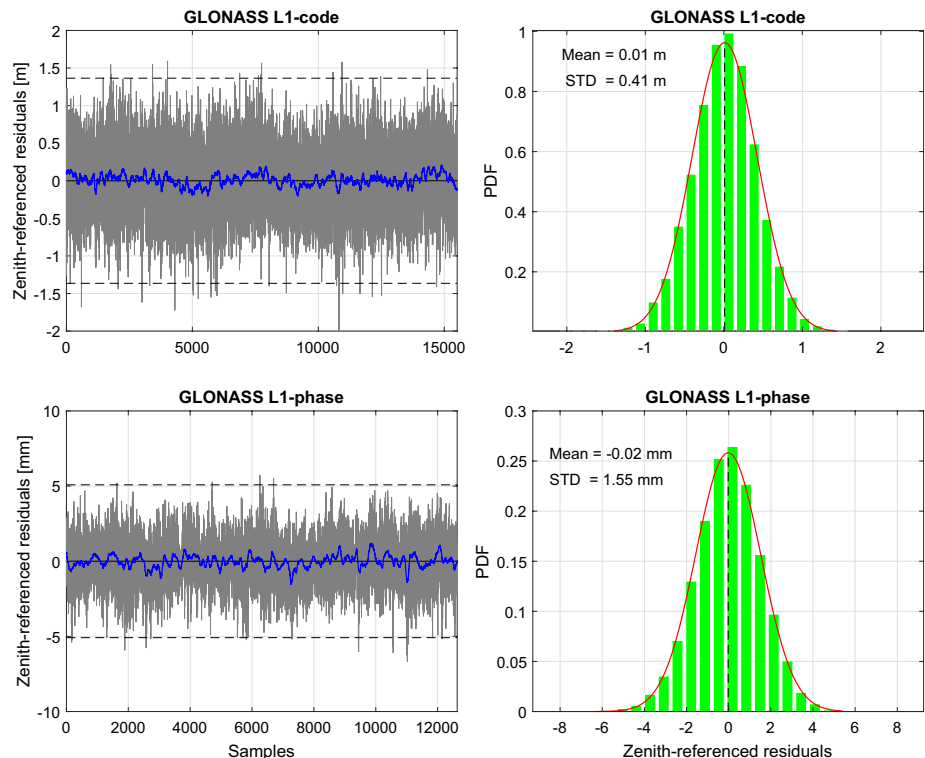 GLONASS L1-code
Zenith-referenced residuals [m]
2
1.5
1
0.5
0
-0.5
-1
-1.5
-2
0 5000 10000 15000
GLONASS L1-code
Mean = 0.01 m
STD = 0.41 m
PDF
1
0.8
0.6
0.4
0.2
-2 -1 0 1 2
GLONASS L1-phase
Zenith-referenced residuals [mm]
10
5
0
-5
-10
0 2000 4000 6000 8000 10000 12000
Samples
GLONASS L1-phase
Mean = -0.02 mm
STD = 1.55 mm
PDF
0.3
0.25
0.2
0.15
0.1
0.05
0
-8 -6 -4 -2 0 2 4 6 8
Zenith-referenced residuals